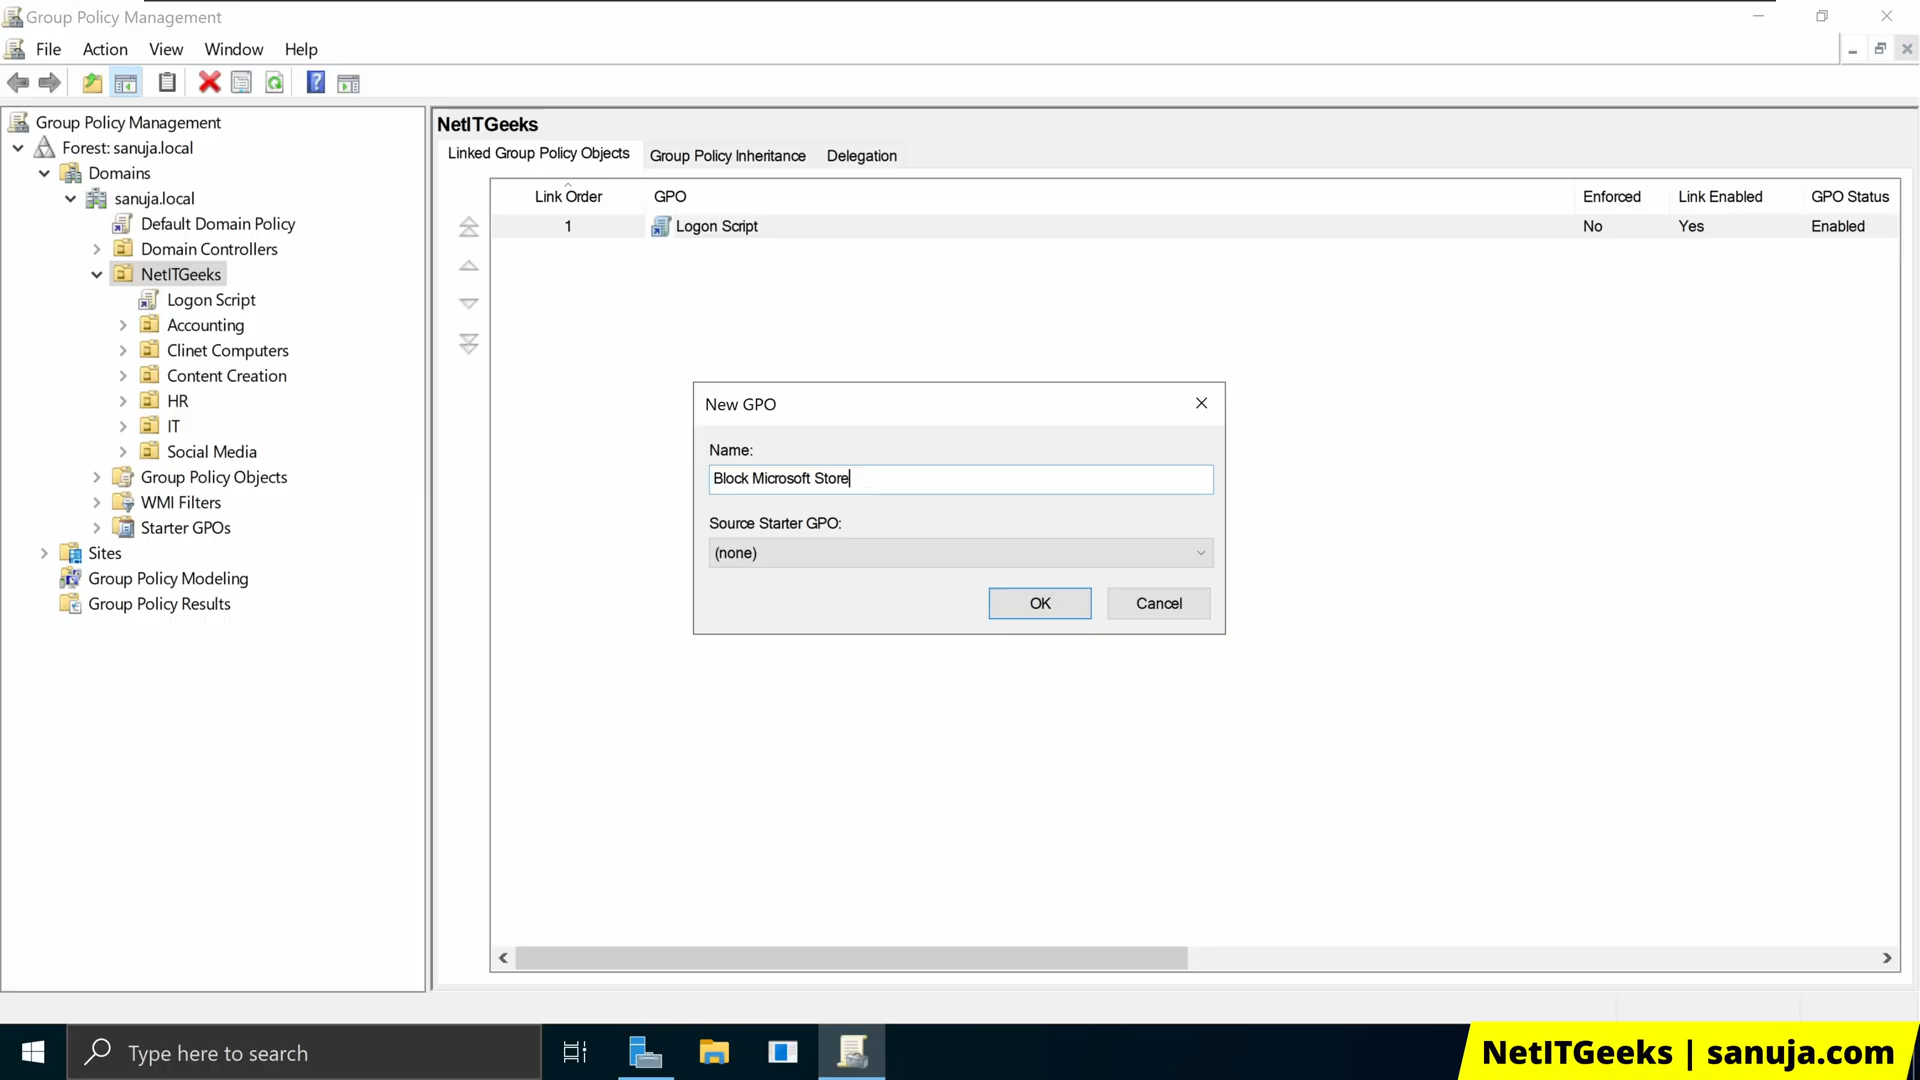 Group Policy Management
File Action View Window Help
Group Policy Management
Forest: sanuja.local
Domains
sanuja.local
Default Domain Policy
Domain Controllers
NetITGeeks
Logon Script
Accounting
Clinet Computers
Content Creation
HR
IT
Social Media
Group Policy Objects
WMI Filters
Starter GPOs
Sites
Group Policy Modeling
Group Policy Results
NetITGeeks
Linked Group Policy Objects Group Policy Inheritance Delegation
Link Order GPO Enforced Link Enabled GPO Status
1 Logon Script No Yes Enabled
New GPO
Name:
Block Microsoft Store
Source Starter GPO:
(none)
OK Cancel
Type here to search
NetITGeeks | sanuja.com